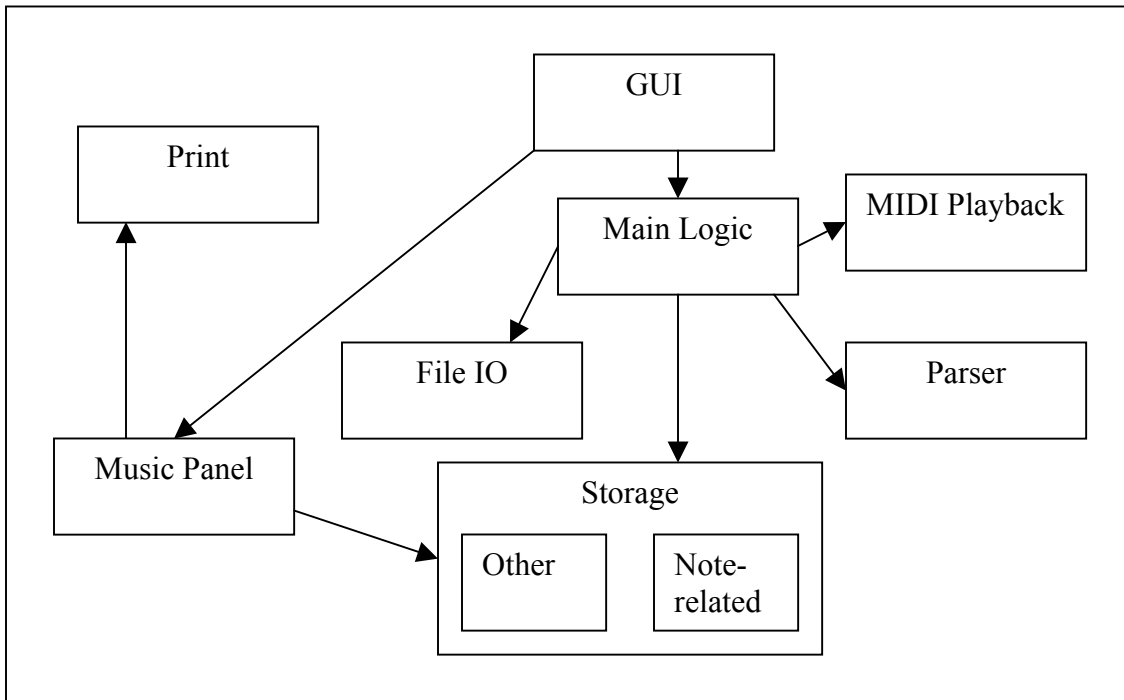 GUI
Print
MIDI Playback
Main Logic
File IO
Parser
Music Panel
Storage
Other
Note-
related